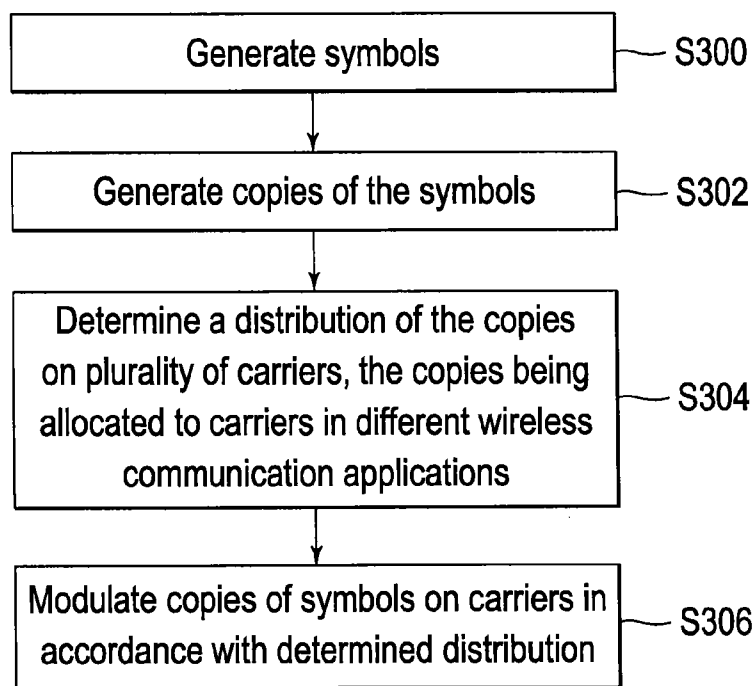 Generate symbols
S300
Generate copies of the symbols
S302
Determine a distribution of the copies
on plurality of carriers, the copies being
allocated to carriers in different wireless
communication applications
S304
Modulate copies of symbols on carriers in
accordance with determined distribution
S306